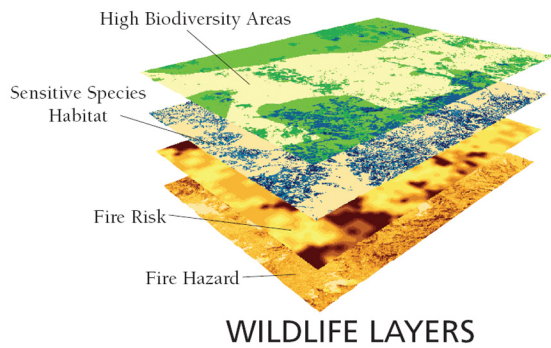 High Biodiversity Areas
Sensitive Species
Habitat
Fire Risk
Fire Hazard
WILDLIFE LAYERS